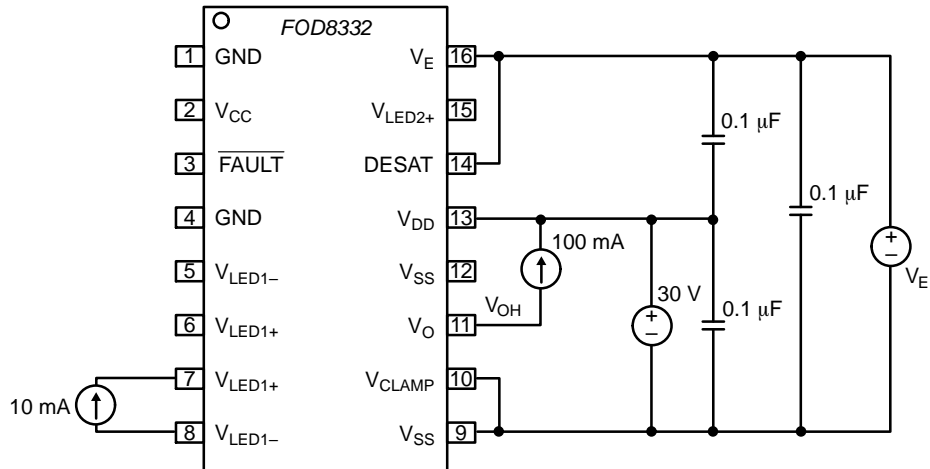 FOD8332
1 GND
2 VCC
3 FAULT
4 GND
5 VLED1−
6 VLED1+
7 VLED1+
8 VLED1−
VE 16
VLED2+ 15
DESAT 14
VDD 13
VSS 12
VO 11
VCLAMP 10
VSS 9
10 mA
VOH
100 mA
+
−
30 V
0.1 μF
0.1 μF
0.1 μF
+
−
VE